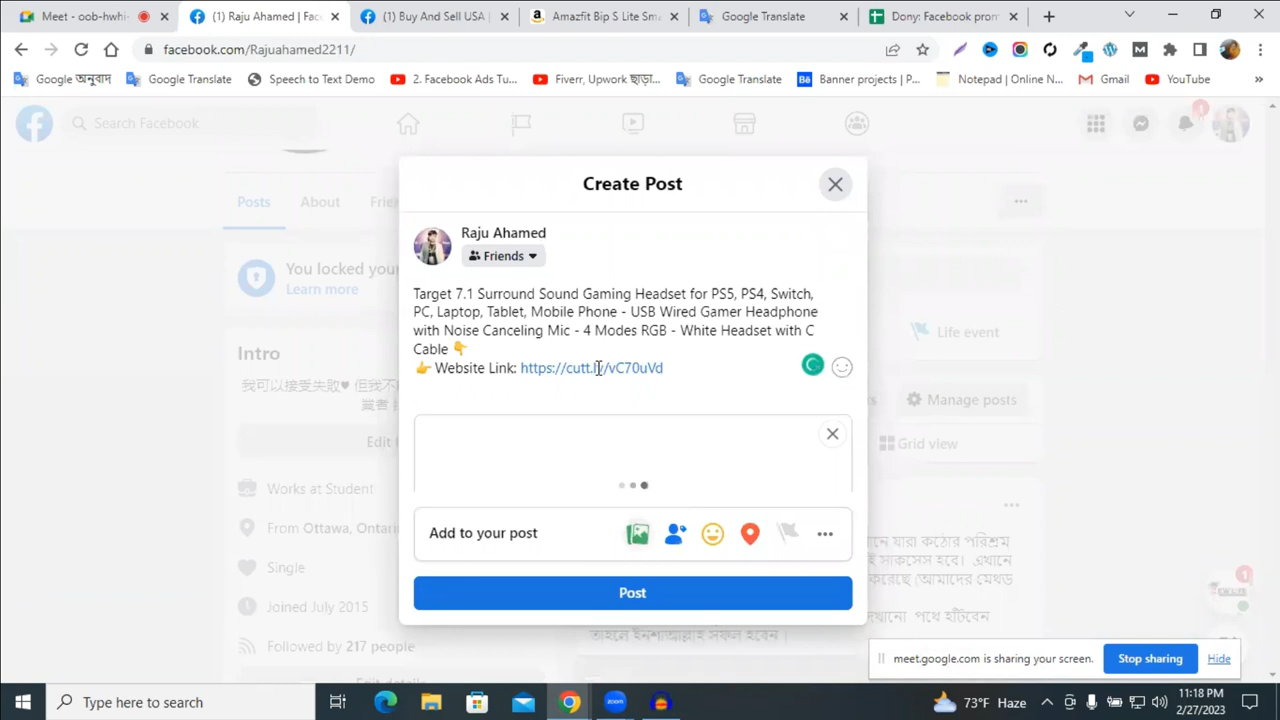 Meet - oob-hwhi-
(1) Raju Ahamed | Fac
(1) Buy And Sell USA |
Amazfit Bip S Lite Sma
Google Translate
Dony: Facebook prom
facebook.com/Rajuahamed2211/
Google অনুবাদ
Google Translate
Speech to Text Demo
2. Facebook Ads Tu...
Fiverr, Upwork ছাড়া...
Google Translate
Banner projects | P...
Notepad | Online N...
Gmail
YouTube
Search Facebook
Posts
About
Frie
You locked your
Learn more
Intro
Edit
Works at Student
From Ottawa, Ontari
Single
Joined July 2015
Followed by 217 people
Create Post
Raju Ahamed
Friends
Target 7.1 Surround Sound Gaming Headset for PS5, PS4, Switch,
PC, Laptop, Tablet, Mobile Phone - USB Wired Gamer Headphone
with Noise Canceling Mic - 4 Modes RGB - White Headset with C
Cable 👇
👉 Website Link: https://cutt.ly/vC70uVd
Add to your post
Post
Life event
Manage posts
Grid view
meet.google.com is sharing your screen.
Stop sharing
Hide
Type here to search
73°F Haze
11:18 PM
2/27/2023